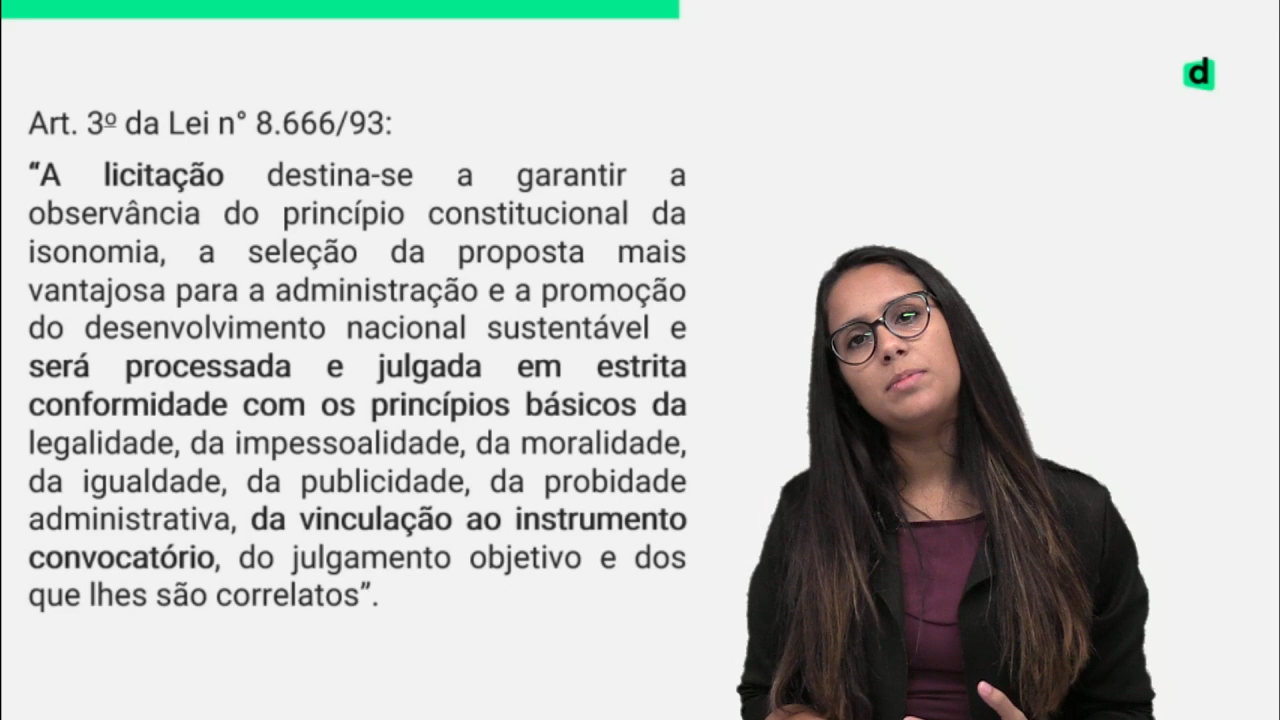 d
Art. 3º da Lei n° 8.666/93:
“A licitação destina-se a garantir a
observância do princípio constitucional da
isonomia, a seleção da proposta mais
vantajosa para a administração e a promoção
do desenvolvimento nacional sustentável e
será processada e julgada em estrita
conformidade com os princípios básicos da
legalidade, da impessoalidade, da moralidade,
da igualdade, da publicidade, da probidade
administrativa, da vinculação ao instrumento
convocatório, do julgamento objetivo e dos
que lhes são correlatos”.